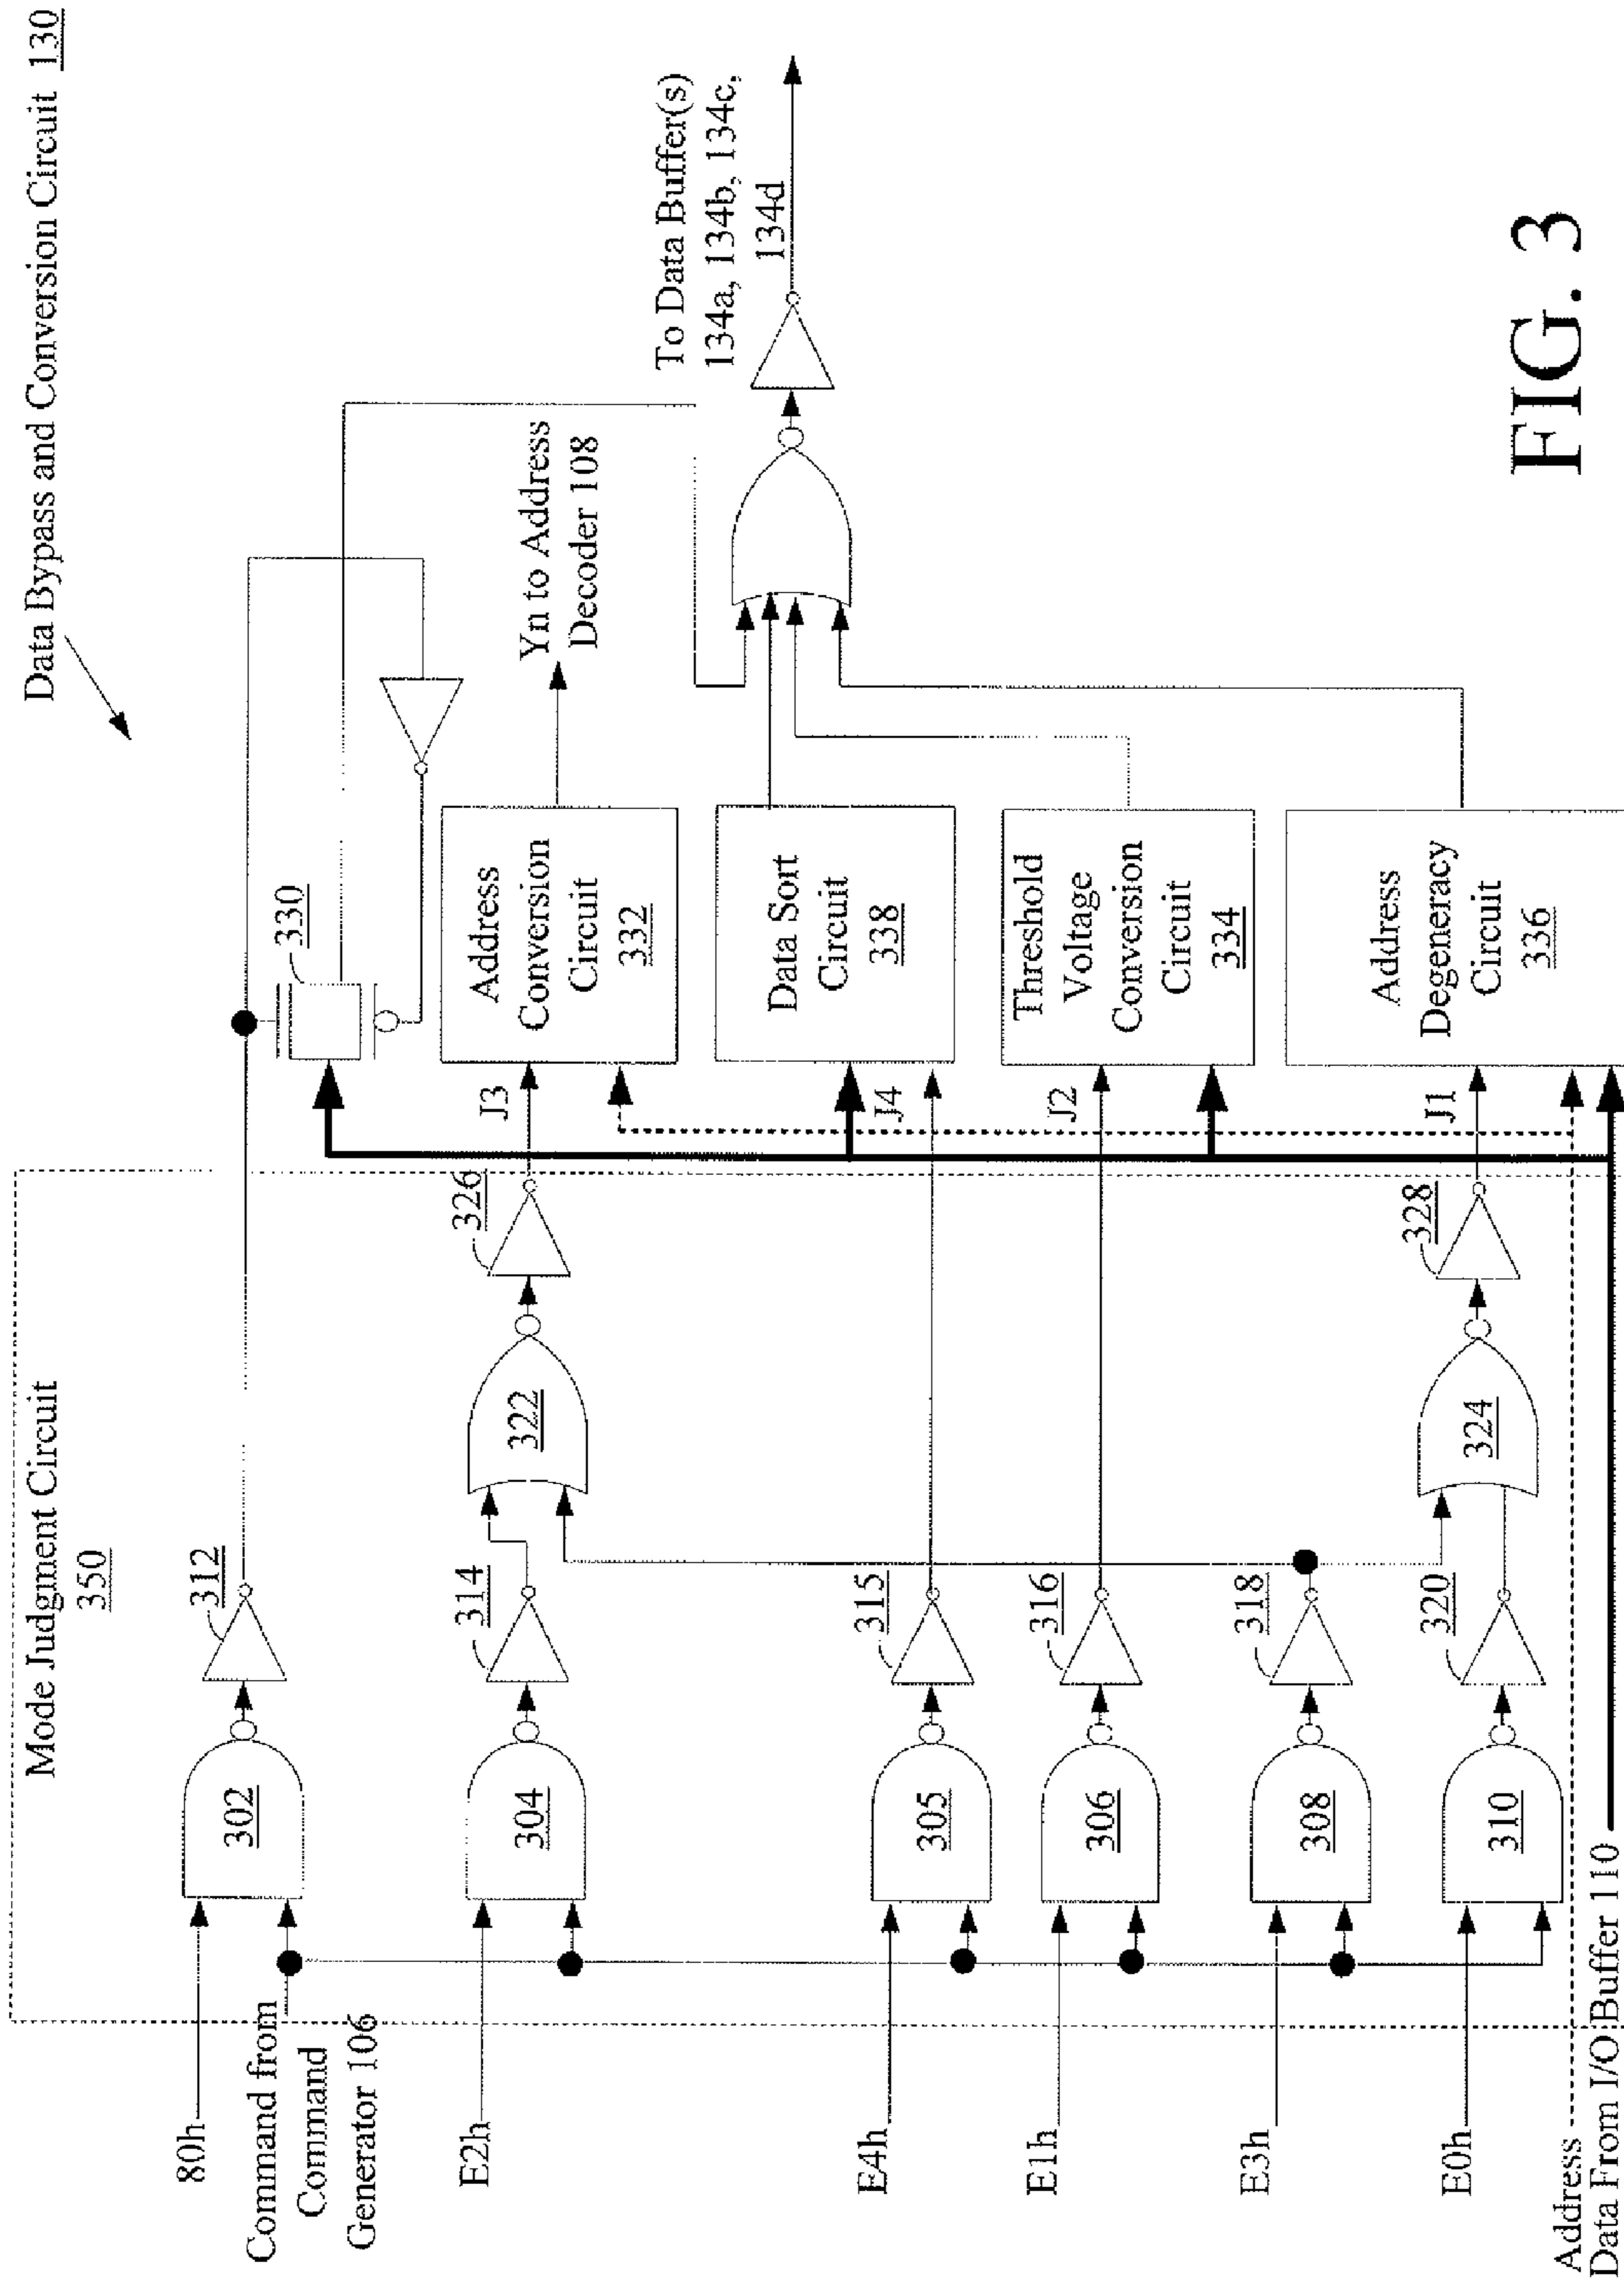 Data Bypass and Conversion Circuit 130
Mode Judgment Circuit
350
80h
Command from
Command
Generator 106
E2h
E4h
E1h
E3h
E0h
Address
Data From I/O Buffer 110
302
304
305
306
308
310
312
314
315
316
318
320
322
324
326
328
J3
J4
J2
J1
330
Address
Conversion
Circuit
332
Data Sort
Circuit
338
Threshold
Voltage
Conversion
Circuit
334
Address
Degeneracy
Circuit
336
Yn to Address
Decoder 108
To Data Buffer(s)
134a, 134b, 134c,
134d
FIG. 3